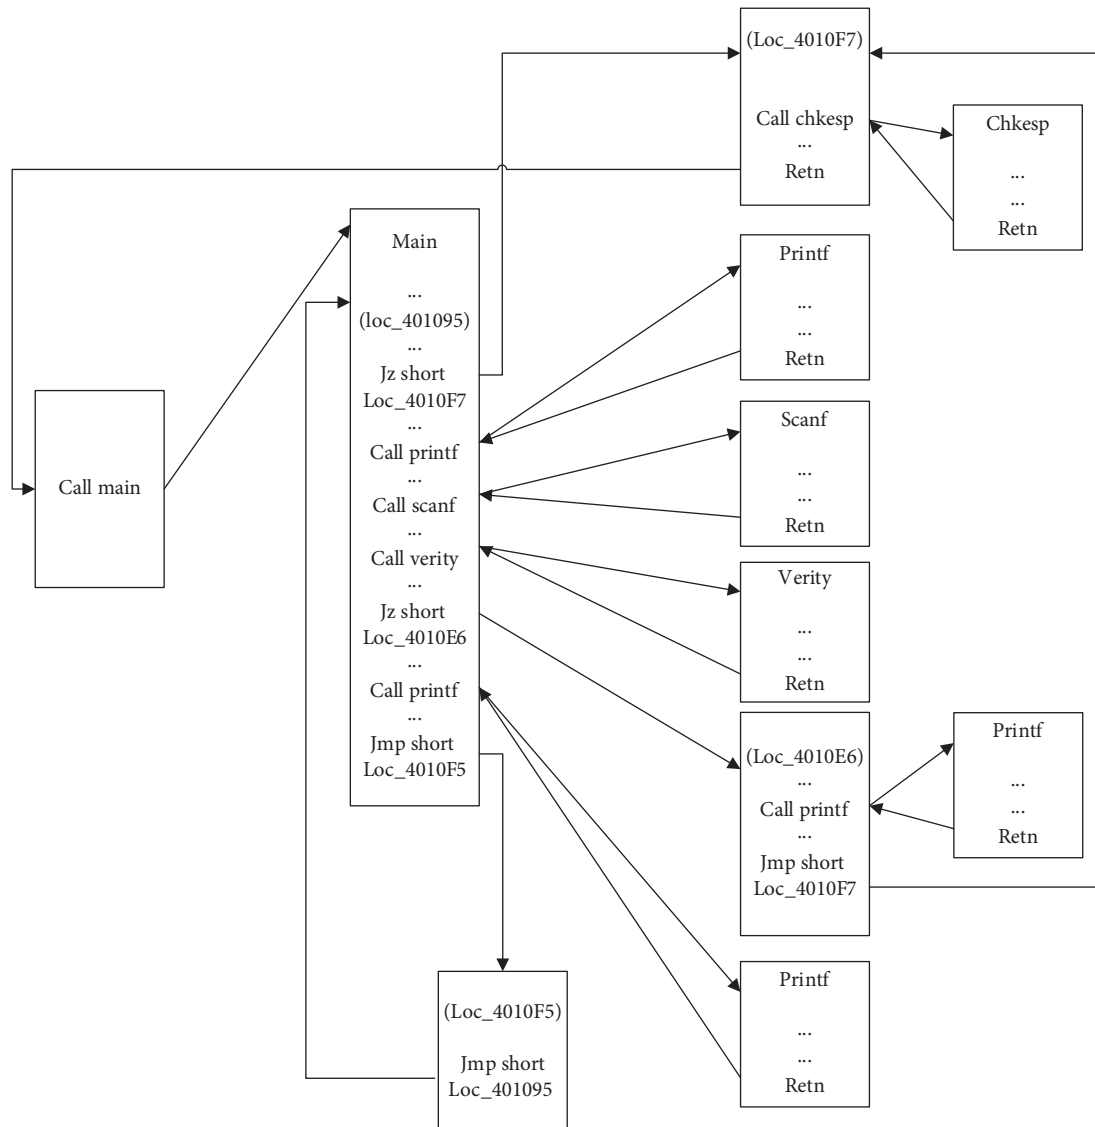 Call main
Main
...
(loc_401095)
...
Jz short
Loc_4010F7
...
Call printf
...
Call scanf
...
Call verity
...
Jz short
Loc_4010E6
...
Call printf
...
Jmp short
Loc_4010F5
(Loc_4010F5)
Jmp short
Loc_401095
(Loc_4010F7)
Call chkesp
...
Retn
Chkesp
...
...
Retn
Printf
...
...
Retn
Scanf
...
...
Retn
Verity
...
...
Retn
(Loc_4010E6)
...
Call printf
...
Jmp short
Loc_4010F7
Printf
...
...
Retn
Printf
...
...
Retn